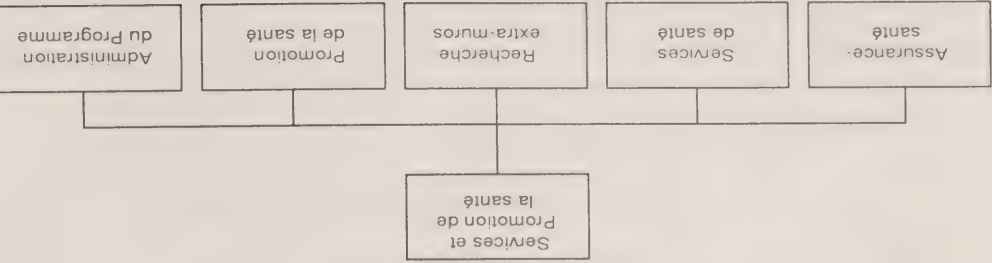 Services et
Promotion de
la santé
Assurance-
santé
Services
de santé
Recherche
extra-muros
Promotion
de la santé
Administration
du Programme